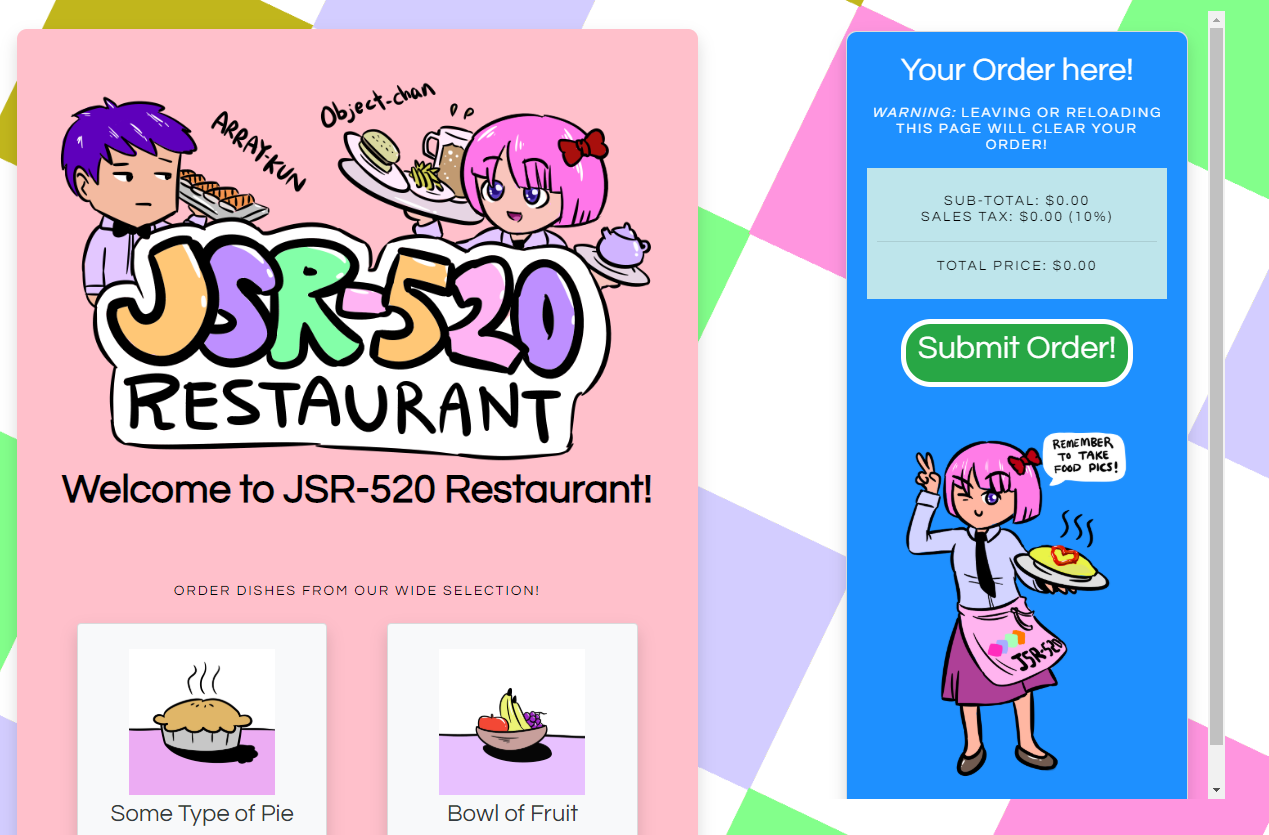 ARRAY-KUN
Object-chan
JSR-520
RESTAURANT
Welcome to JSR-520 Restaurant!
ORDER DISHES FROM OUR WIDE SELECTION!
Some Type of Pie
Bowl of Fruit
Your Order here!
WARNING: LEAVING OR RELOADING
THIS PAGE WILL CLEAR YOUR
ORDER!
SUB-TOTAL: $0.00
SALES TAX: $0.00 (10%)
TOTAL PRICE: $0.00
Submit Order!
REMEMBER
TO TAKE
FOOD PICS!
JSR-520